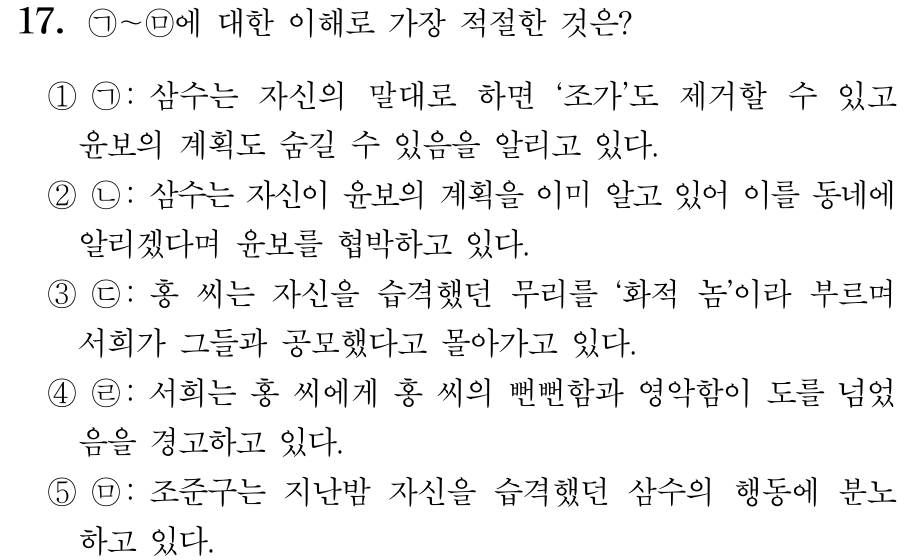 17. ㉠~㉤에 대한 이해로 가장 적절한 것은?
① ㉠: 삼수는 자신의 말대로 하면 ‘조가’도 제거할 수 있고
윤보의 계획도 숨길 수 있음을 알리고 있다.
② ㉡: 삼수는 자신이 윤보의 계획을 이미 알고 있어 이를 동네에
알리겠다며 윤보를 협박하고 있다.
③ ㉢: 홍 씨는 자신을 습격했던 무리를 ‘화적 놈’이라 부르며
서희가 그들과 공모했다고 몰아가고 있다.
④ ㉣: 서희는 홍 씨에게 홍 씨의 뻔뻔함과 영악함이 도를 넘었
음을 경고하고 있다.
⑤ ㉤: 조준구는 지난밤 자신을 습격했던 삼수의 행동에 분노
하고 있다.